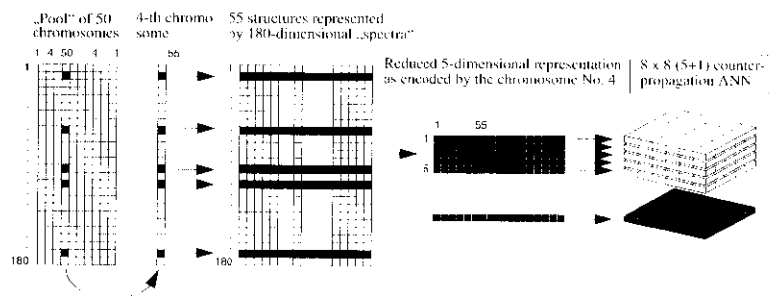 „Pool“ of 50 chromosomes
4-th chromo some
55 structures represented by 180-dimensional „spectra“
1 4 50 4 1
55
1
1
180
180
Reduced 5-dimensional representation as encoded by the chromosome No. 4
8 x 8 (5+1) counter-propagation ANN
1 55
1
5